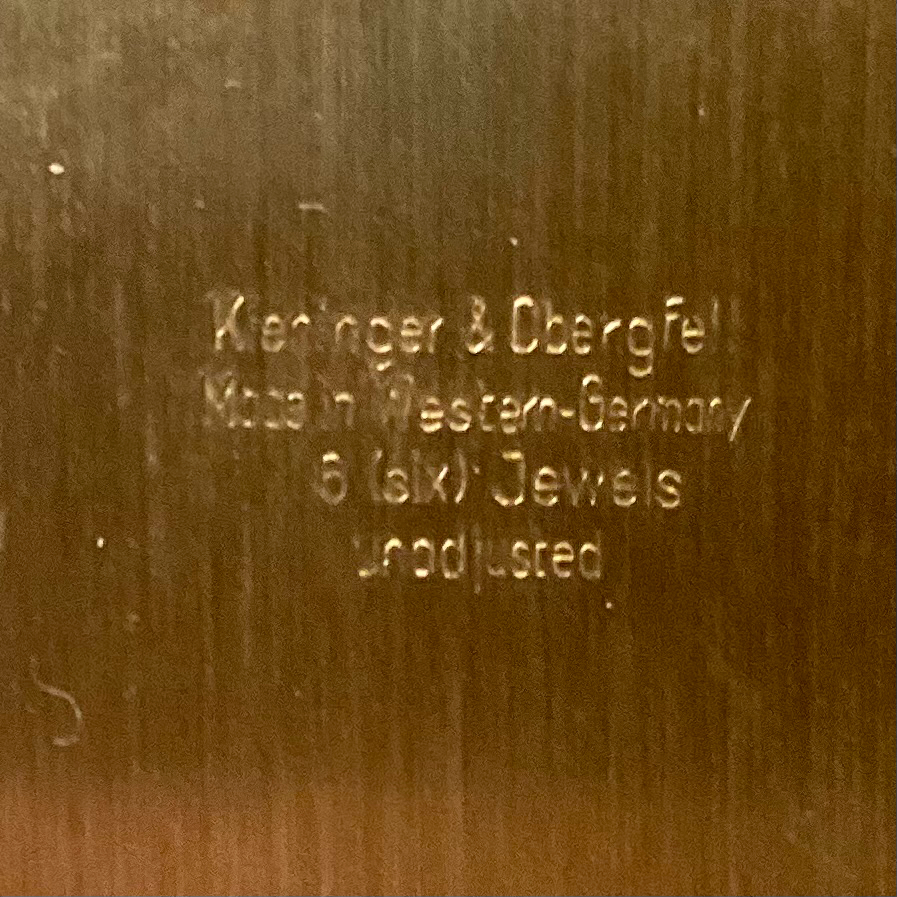 Kieninger & Obergfell
Made in Western-Germany
6 (six) Jewels
unadjusted